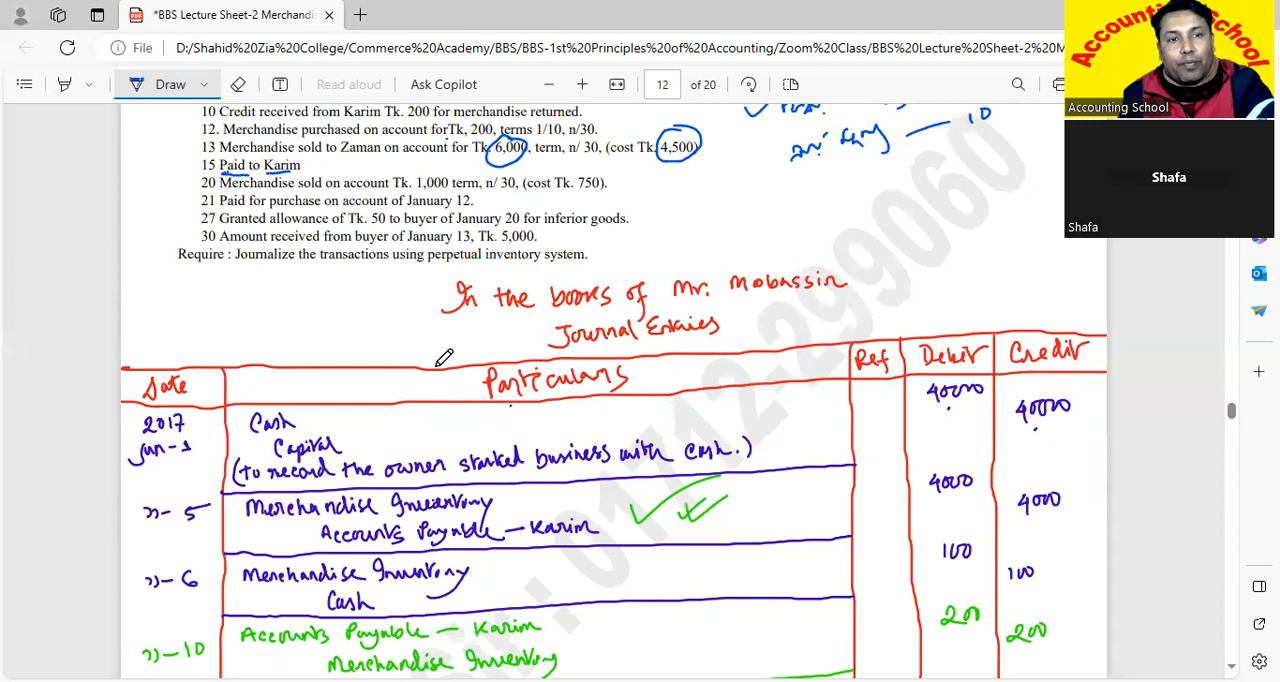 *BBS Lecture Sheet-2 Merchandis
File D:/Shahid%20Zia%20College/Commerce%20Academy/BBS/BBS-1st%20Principles%20of%20Accounting/Zoom%20Class/BBS%20Lecture%20Sheet-2%20M
Draw Read aloud Ask Copilot 12 of 20
Accounting School
Accounting School
Shafa
Shafa
10 Credit received from Karim Tk. 200 for merchandise returned.
12. Merchandise purchased on account forTk, 200, terms 1/10, n/30.
10
13 Merchandise sold to Zaman on account for Tk. 6,000, term, n/ 30, (cost Tk. 4,500)
15 Paid to Karim
20 Merchandise sold on account Tk. 1,000 term, n/ 30, (cost Tk. 750).
21 Paid for purchase on account of January 12.
27 Granted allowance of Tk. 50 to buyer of January 20 for inferior goods.
30 Amount received from buyer of January 13, Tk. 5,000.
Require : Journalize the transactions using perpetual inventory system.
In the books of Mr. Mobassir
Journal Entries
Date Particulars Ref Debit Credit
2017 Cash 40000
Jan-1 Capital 40000
(To record the owner started business with cash.)
"-5 Merchandise Inventory 4000
Accounts Payable - Karim 4000
"-6 Merchandise Inventory 100
Cash 100
"-10 Accounts Payable - Karim 200
Merchandise Inventory 200
Sir: 01712-299060